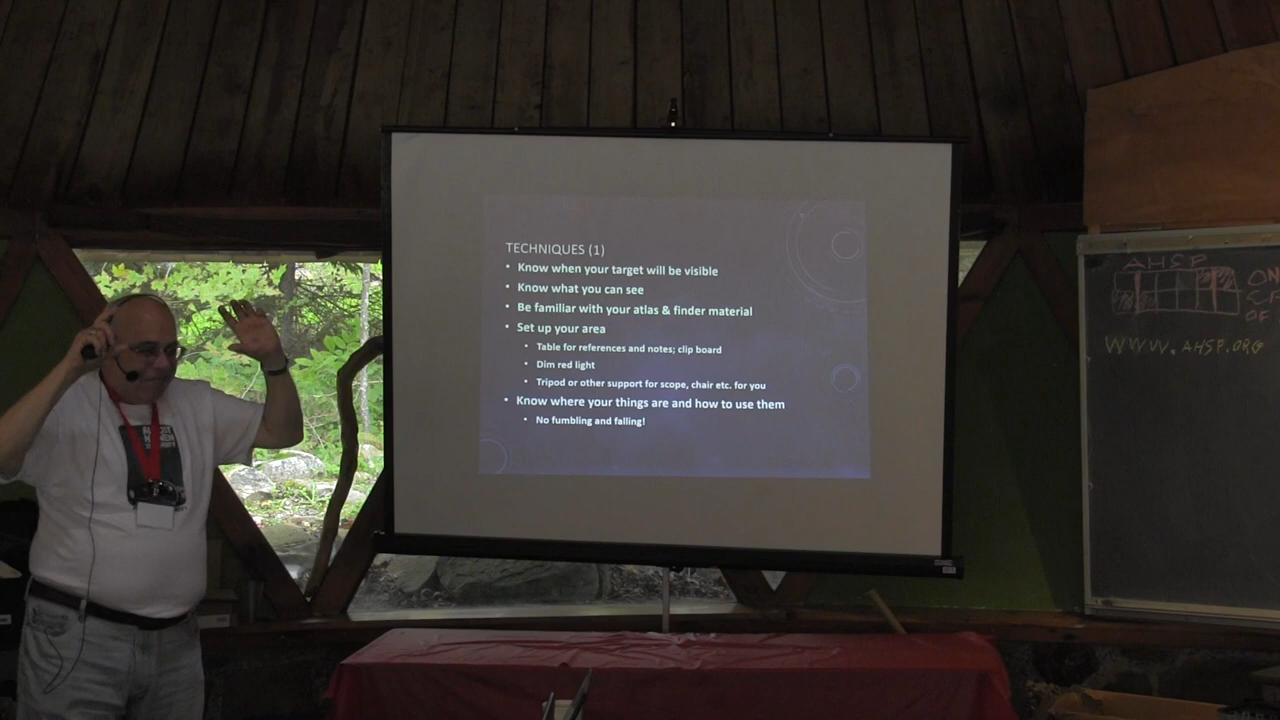 TECHNIQUES (1)
• Know when your target will be visible
• Know what you can see
• Be familiar with your atlas & finder material
• Set up your area
• Table for references and notes; clip board
• Dim red light
• Tripod or other support for scope, chair etc. for you
• Know where your things are and how to use them
• No fumbling and falling!
AHSP
OF
WWW.AHSP.ORG